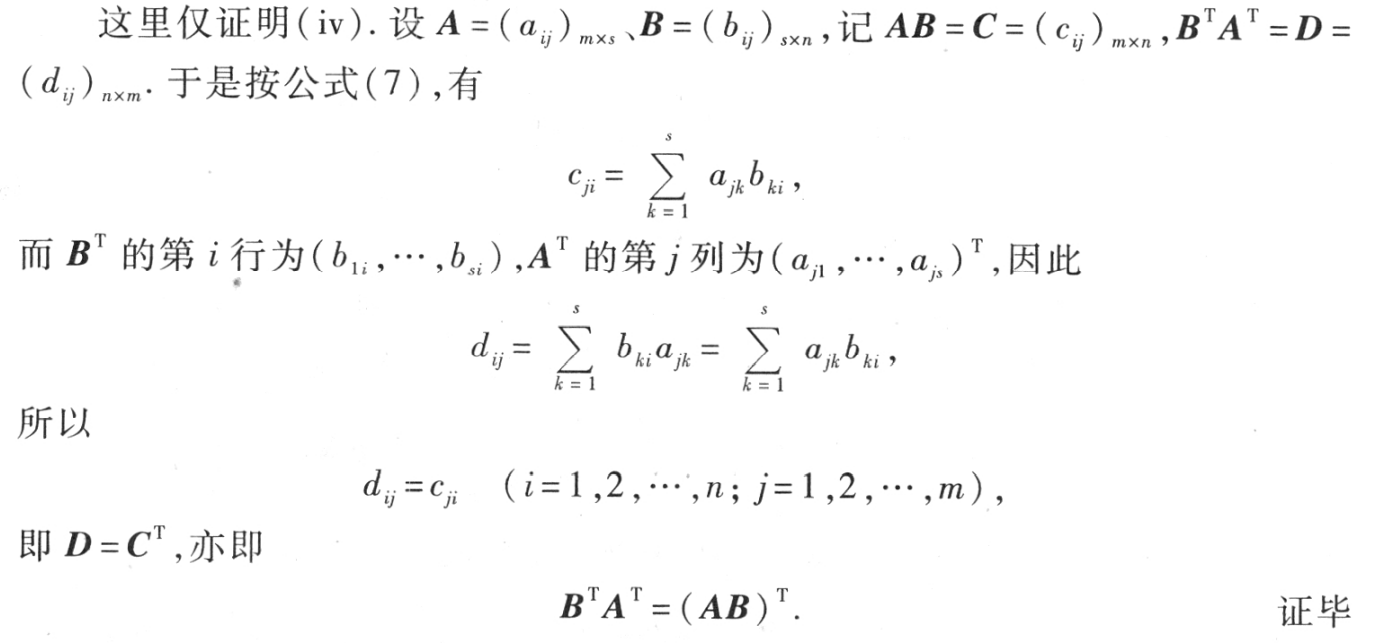 这里仅证明(iv). 设 A = (a_{ij})_{m×s}、B = (b_{ij})_{s×n}, 记 AB = C = (c_{ij})_{m×n}, B^T A^T = D =
(d_{ij})_{n×m}. 于是按公式(7),有
c_{ji} = \sum_{k=1}^{s} a_{jk} b_{ki},
而 B^T 的第 i 行为(b_{1i}, ⋯, b_{si}), A^T 的第 j 列为(a_{j1}, ⋯, a_{js})^T, 因此
d_{ij} = \sum_{k=1}^{s} b_{ki} a_{jk} = \sum_{k=1}^{s} a_{jk} b_{ki},
所以
d_{ij} = c_{ji} (i=1,2,⋯,n; j=1,2,⋯,m),
即 D = C^T, 亦即
B^T A^T = (AB)^T. 证毕